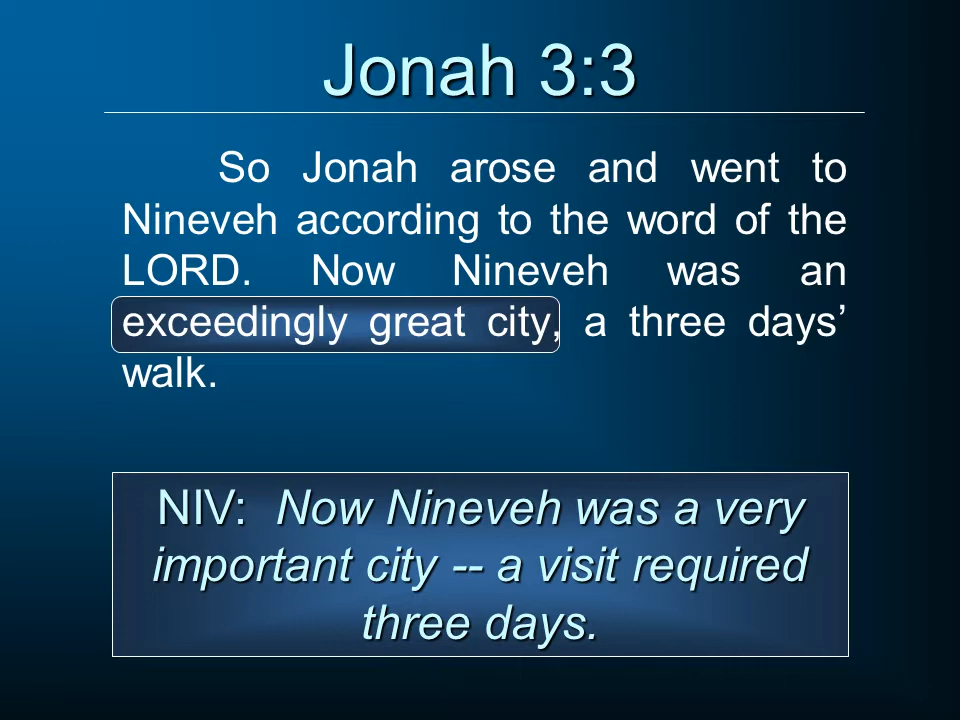 Jonah 3:3
So Jonah arose and went to
Nineveh according to the word of the
LORD. Now Nineveh was an
exceedingly great city, a three days’
walk.
NIV: Now Nineveh was a very
important city -- a visit required
three days.